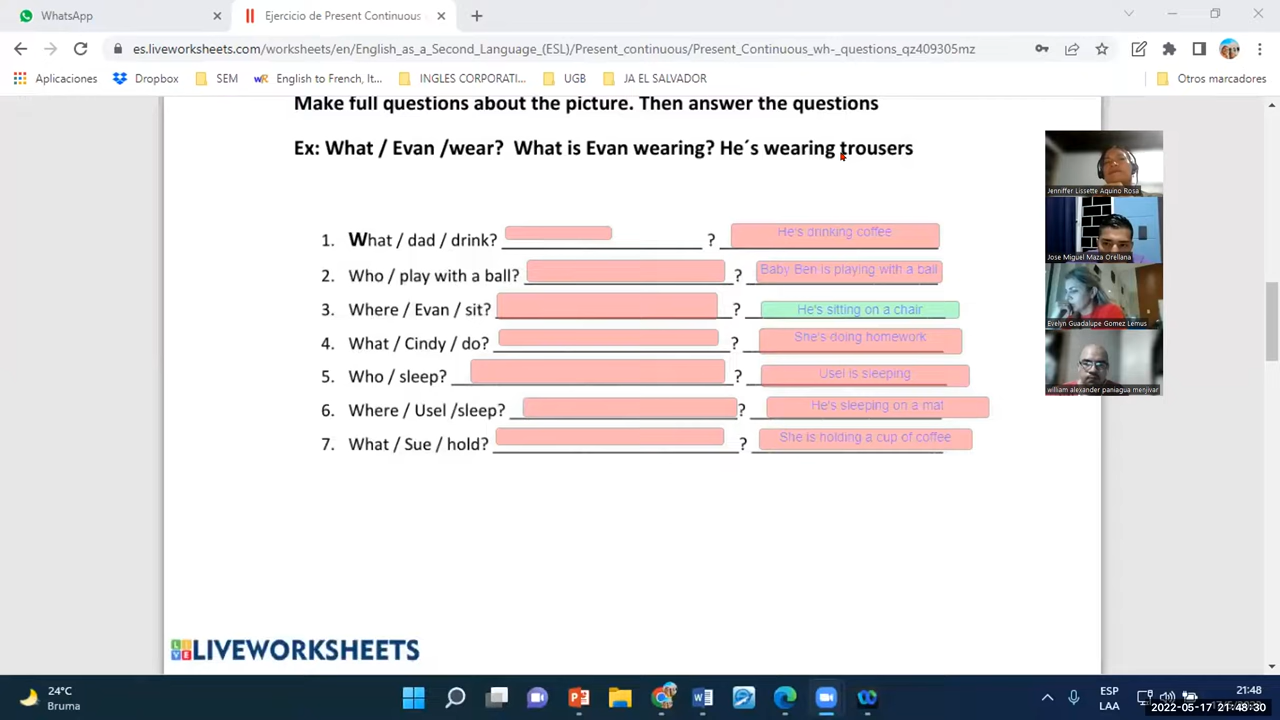 WhatsApp
Ejercicio de Present Continuous
es.liveworksheets.com/worksheets/en/English_as_a_Second_Language_(ESL)/Present_continuous/Present_Continuous_wh-_questions_qz409305mz
Aplicaciones Dropbox SEM English to French, It... INGLES CORPORATI... UGB JA EL SALVADOR Otros marcadores
Make full questions about the picture. Then answer the questions
Ex: What / Evan /wear? What is Evan wearing? He´s wearing trousers
1. What / dad / drink? ? He's drinking coffee
2. Who / play with a ball? ? Baby Ben is playing with a ball
3. Where / Evan / sit? ? He's sitting on a chair
4. What / Cindy / do? ? She's doing homework
5. Who / sleep? ? Usel is sleeping
6. Where / Usel /sleep? ? He's sleeping on a mat
7. What / Sue / hold? ? She is holding a cup of coffee
Jenniffer Lissette Aquino Rosa
Jose Miguel Maza Orellana
Evelyn Guadalupe Gomez Lemus
william alexander paniagua menjivar
LIVE LIVEWORKSHEETS
24°C
Bruma
ESP
LAA
21:48
2022-05-17 21:48:30